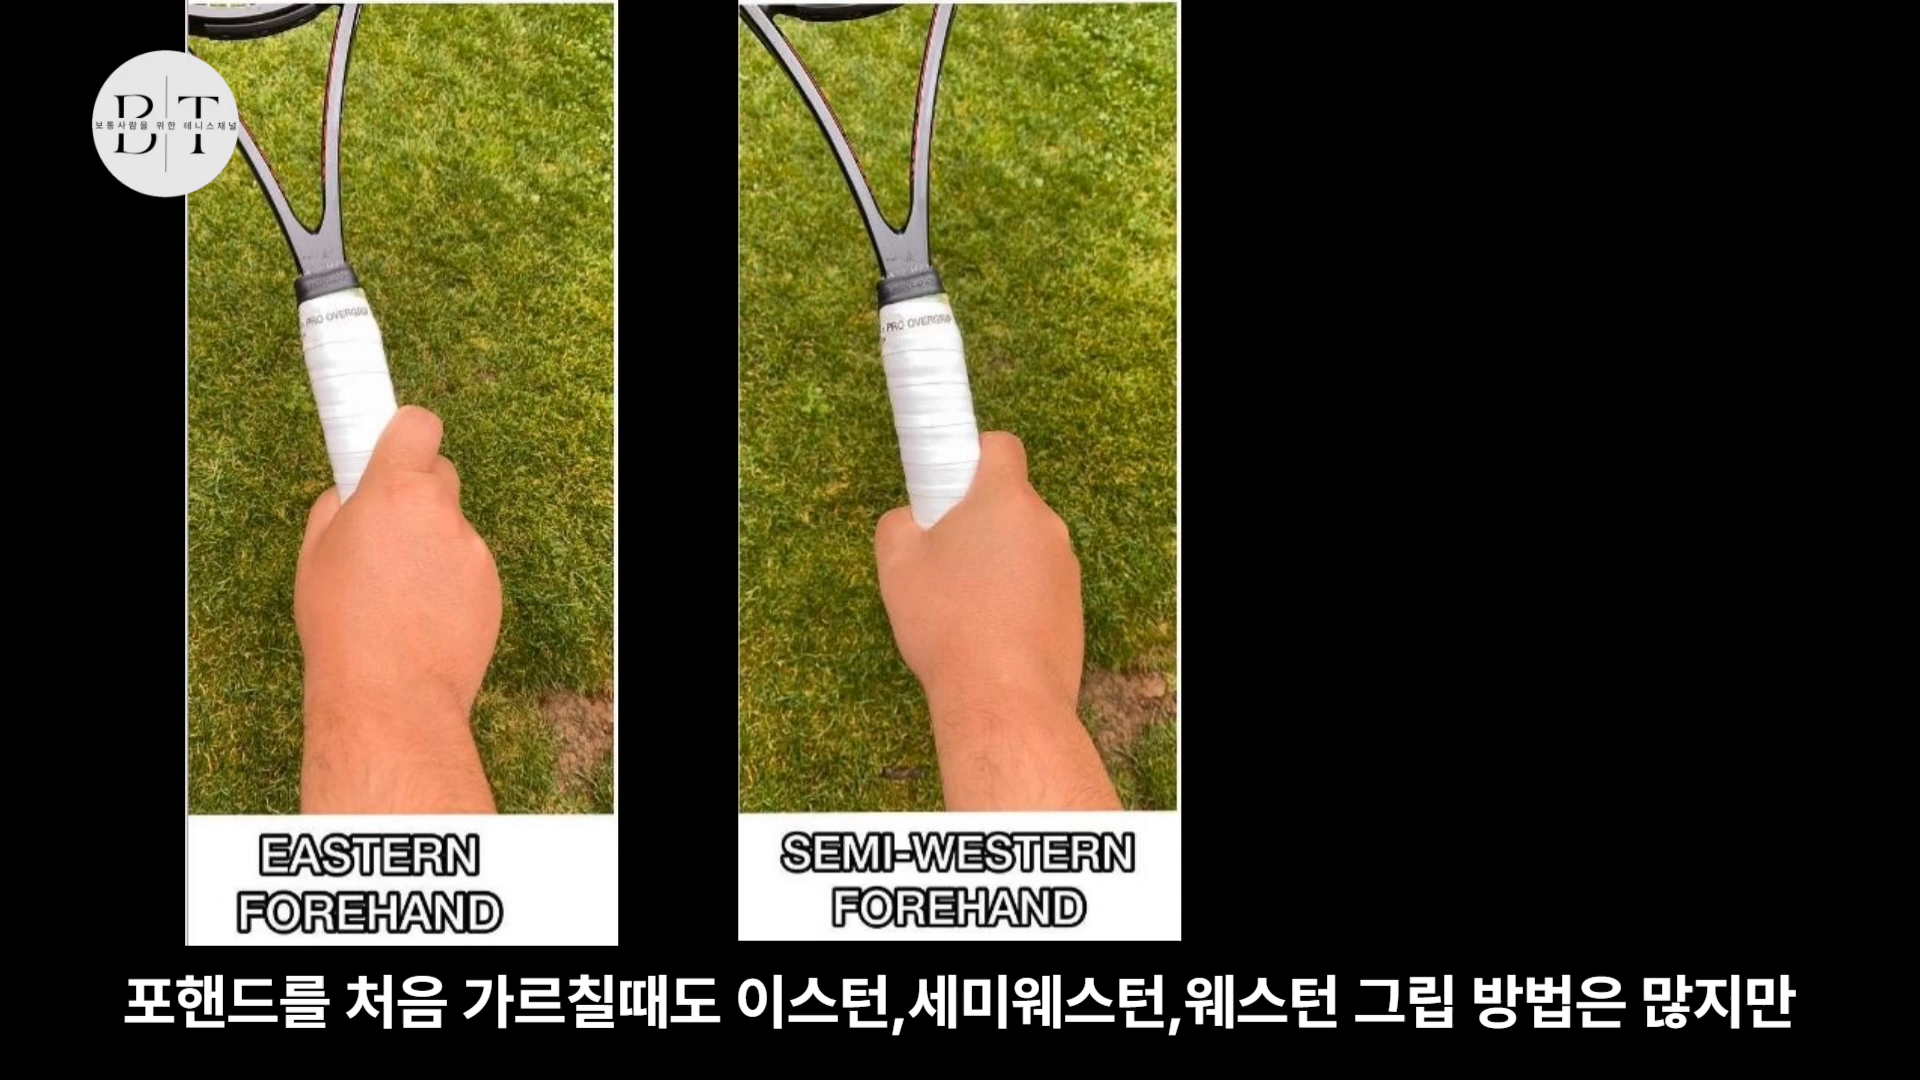 BT
보통사람을 위한 테니스채널
PRO OVERGRIP
PRO OVERGRIP
EASTERN
FOREHAND
SEMI-WESTERN
FOREHAND
포핸드를 처음 가르칠때도 이스턴,세미웨스턴,웨스턴 그립 방법은 많지만